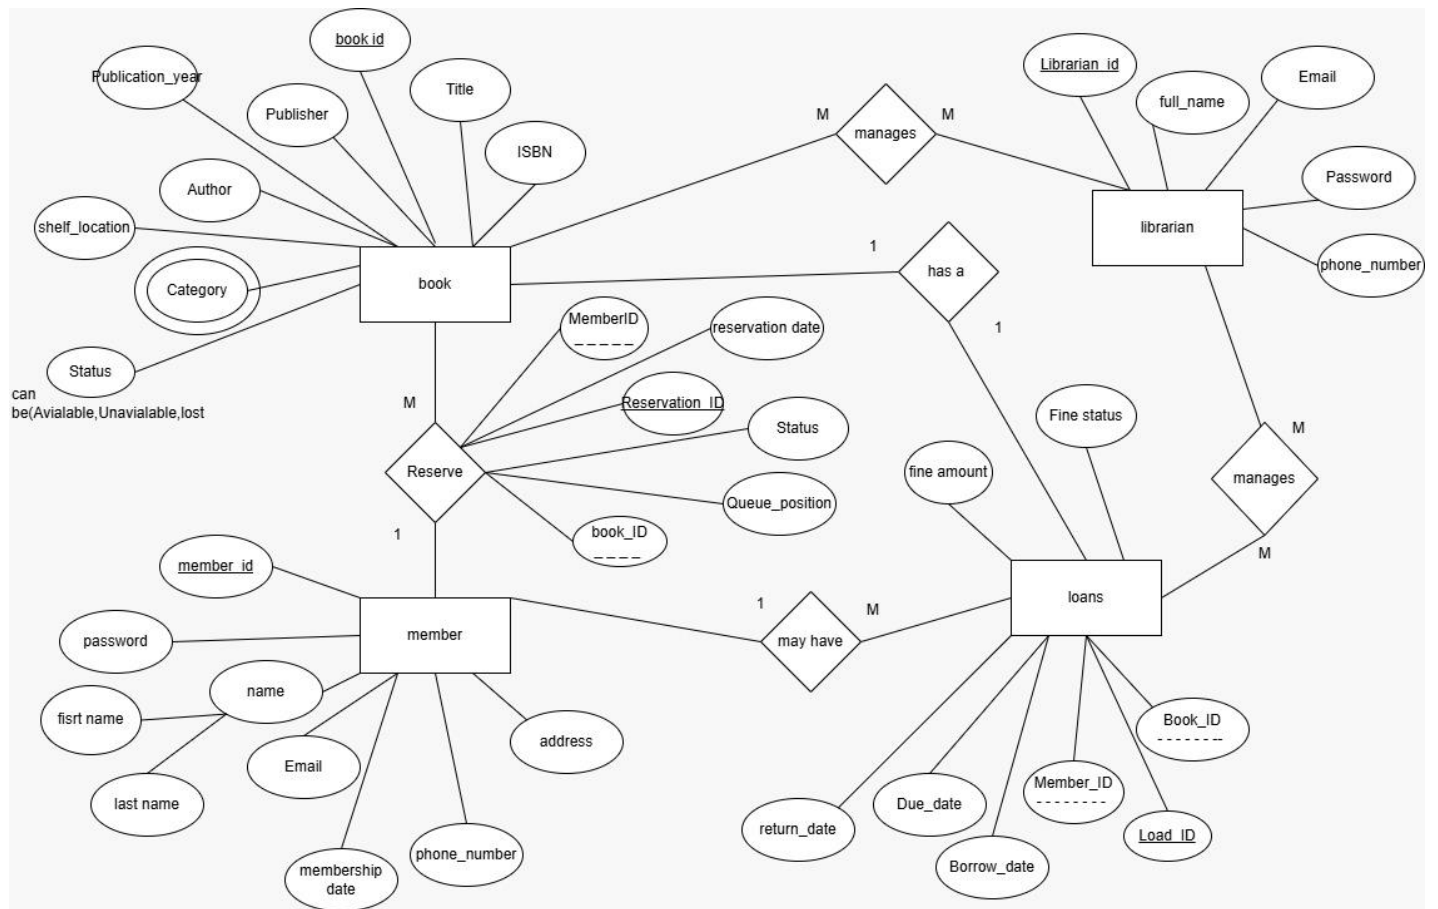 book id
Publication_year
Title
Publisher
ISBN
Author
shelf_location
Category
book
Status
can
be(Avialable,Unavialable,lost
M
manages
M
Librarian_id
full_name
Email
Password
librarian
phone_number
1
has a
1
MemberID
reservation date
Reservation_ID
Status
M
Reserve
Queue_position
book_ID
1
Fine status
fine amount
M
manages
M
member_id
password
member
name
fisrt name
last name
Email
address
membership
date
phone_number
1
may have
M
loans
Book_ID
Member_ID
Load_ID
Due_date
return_date
Borrow_date